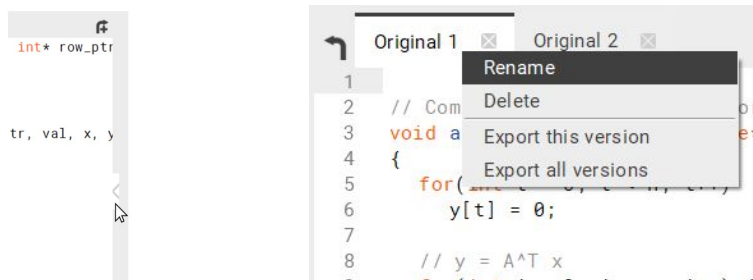 int* row_ptr
tr, val, x, y
Original 1
Original 2
Rename
Delete
Export this version
Export all versions
1
2 // Com
3 void a
4 {
5 for(
6 y[t] = 0;
7
8 // y = A^T x